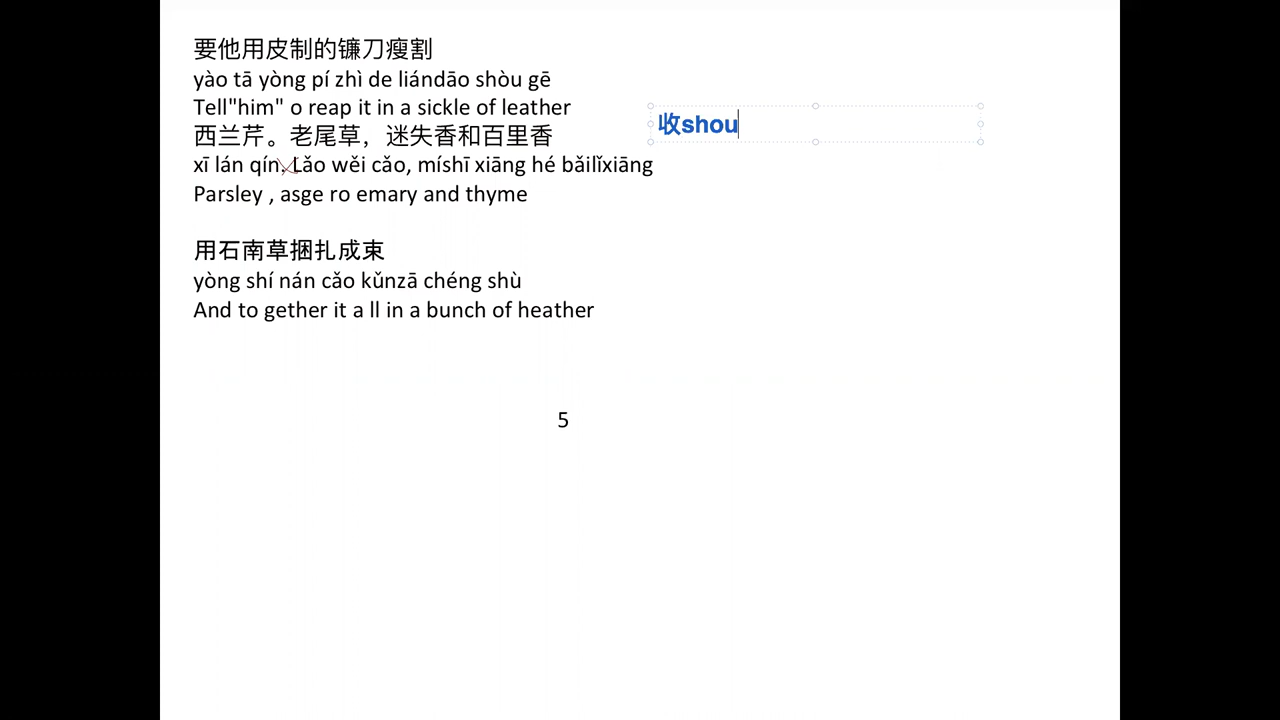 要他用皮制的镰刀瘦割
yào tā yòng pí zhì de liándāo shòu gē
Tell"him" o reap it in a sickle of leather
收shou
西兰芹。老尾草，迷失香和百里香
xī lán qín. Lǎo wěi cǎo, míshī xiāng hé bǎilǐxiāng
Parsley , asge ro emary and thyme
用石南草捆扎成束
yòng shí nán cǎo kǔnzā chéng shù
And to gether it a ll in a bunch of heather
5